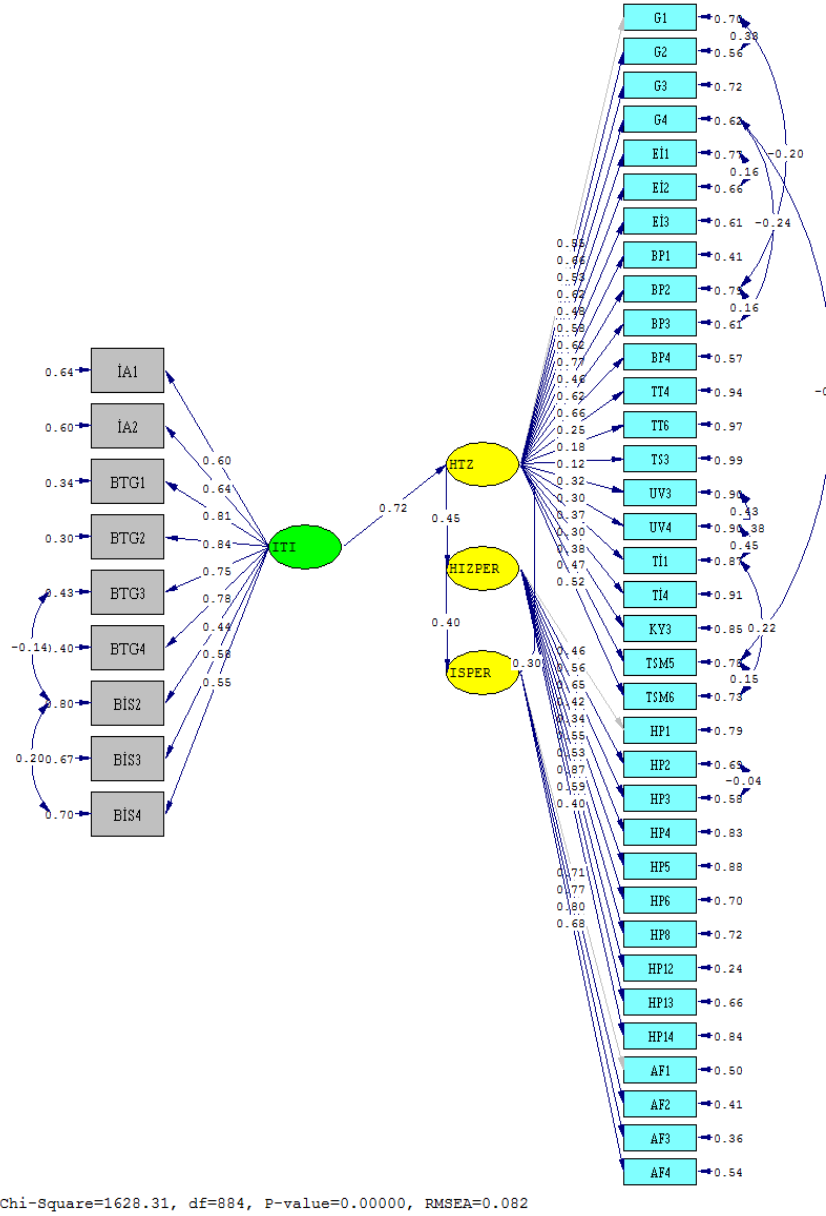 G1 0.70
0.33
G2 0.56
G3 0.72
G4 0.62
Eİ1 0.77 -0.20
0.16
Eİ2 0.66
Eİ3 0.61 -0.24
BP1 0.41
BP2 0.79
0.16
BP3 0.61
BP4 0.57
TT4 0.94
TT6 0.97
TS3 0.99
UV3 0.90
0.43
UV4 0.90
0.45
Tİ1 0.87
Tİ4 0.91
KY3 0.85 0.22
TSM5 0.78
0.15
TSM6 0.73
HP1 0.79
HP2 0.69
-0.04
HP3 0.58
HP4 0.83
HP5 0.88
HP6 0.70
HP8 0.72
HP12 0.24
HP13 0.66
HP14 0.84
AF1 0.50
AF2 0.41
AF3 0.36
AF4 0.54
0.66
0.53
0.62
0.48
0.58
0.62
0.77
0.46
0.62
0.66
0.25
0.18
0.12
0.32
0.30
0.37
0.30
0.38
0.47
0.52
0.64 İA1
0.60 İA2
0.34 BTG1
0.30 BTG2
0.43 BTG3
-0.14 0.40 BTG4
0.80 BİS2
0.20 0.67 BİS3
0.70 BİS4
0.60
0.64
0.81
0.84
0.75
0.78
0.44
0.58
0.55
ITI
0.72
HTZ
0.45
HIZPER
0.40
ISPER
0.30
0.46
0.56
0.65
0.42
0.34
0.55
0.53
0.87
0.59
0.40
0.71
0.77
0.80
0.68
Chi-Square=1628.31, df=884, P-value=0.00000, RMSEA=0.082